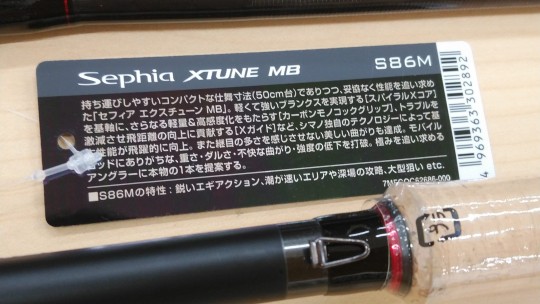 Sephia XTUNE MB S86M
持ち運びしやすいコンパクトな仕舞寸法(50cm台)でありつつ、妥協なく性能を追い求め
た「セフィア エクスチューン MB」。軽くて強いブランクスを実現する[スパイラルXコア]
を基軸に、さらなる軽量&高感度化をもたらす[カーボンモノコックグリップ]、トラブルを
激減させ飛距離の向上に貢献する[Xガイド]など、シマノ独自のテクノロジーによって基
本性能が飛躍的に向上。また継目の多さを感じさせない美しい曲がりも達成。モバイル
ロッドにありがちな、重さ・ダルさ・不快な曲がり・強度の低下を打破。極みを追い求める
アングラーに本物の1本を提案する。
■S86Mの特性:鋭いエギアクション、潮が速いエリアや深場の攻略、大型狙い etc.
4 969363 302892